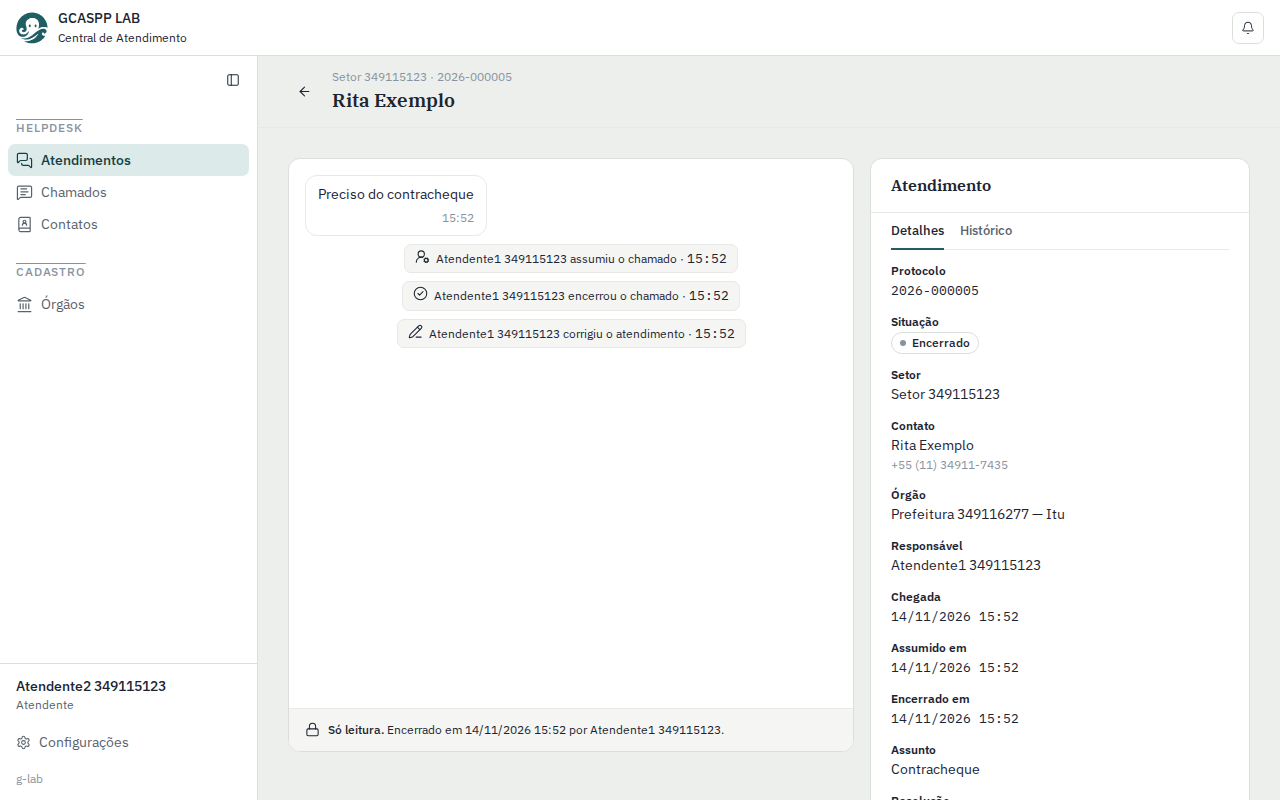 GCASPP LAB
Central de Atendimento
HELPDESK
Atendimentos
Chamados
Contatos
CADASTRO
Órgãos
Atendente2 349115123
Atendente
Configurações
g-lab
Setor 349115123 · 2026-000005
Rita Exemplo
Preciso do contracheque
15:52
Atendente1 349115123 assumiu o chamado · 15:52
Atendente1 349115123 encerrou o chamado · 15:52
Atendente1 349115123 corrigiu o atendimento · 15:52
Só leitura. Encerrado em 14/11/2026 15:52 por Atendente1 349115123.
Atendimento
Detalhes Histórico
Protocolo
2026-000005
Situação
Encerrado
Setor
Setor 349115123
Contato
Rita Exemplo
+55 (11) 34911-7435
Órgão
Prefeitura 349116277 — Itu
Responsável
Atendente1 349115123
Chegada
14/11/2026 15:52
Assumido em
14/11/2026 15:52
Encerrado em
14/11/2026 15:52
Assunto
Contracheque